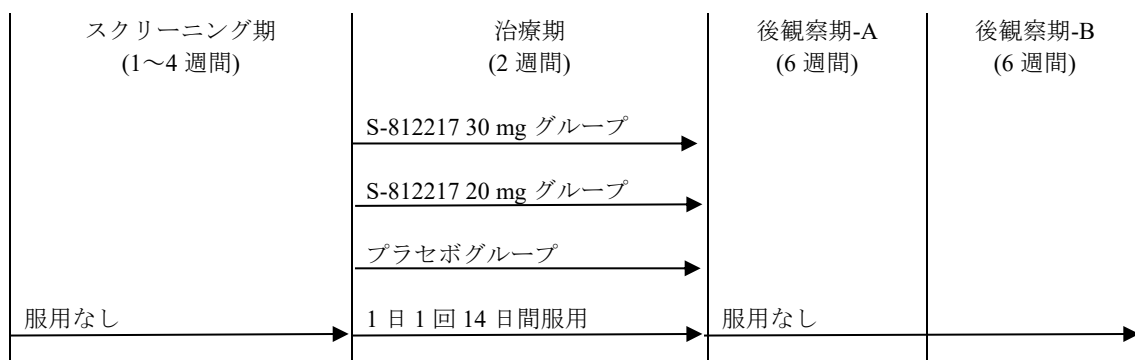 スクリーニング期
(1～4 週間)
治療期
(2 週間)
後観察期-A
(6 週間)
後観察期-B
(6 週間)
S-812217 30 mg グループ
S-812217 20 mg グループ
プラセボグループ
服用なし
1 日 1 回 14 日間服用
服用なし